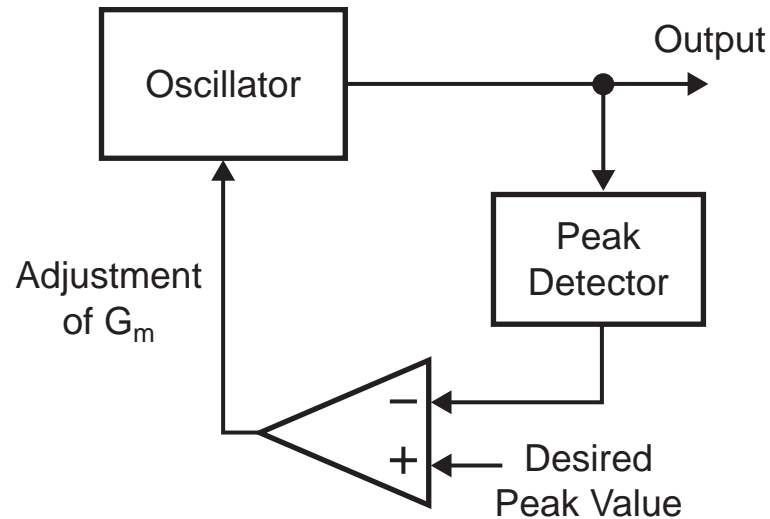 Output
Oscillator
Peak
Detector
Adjustment
of Gm
−
+
Desired
Peak Value